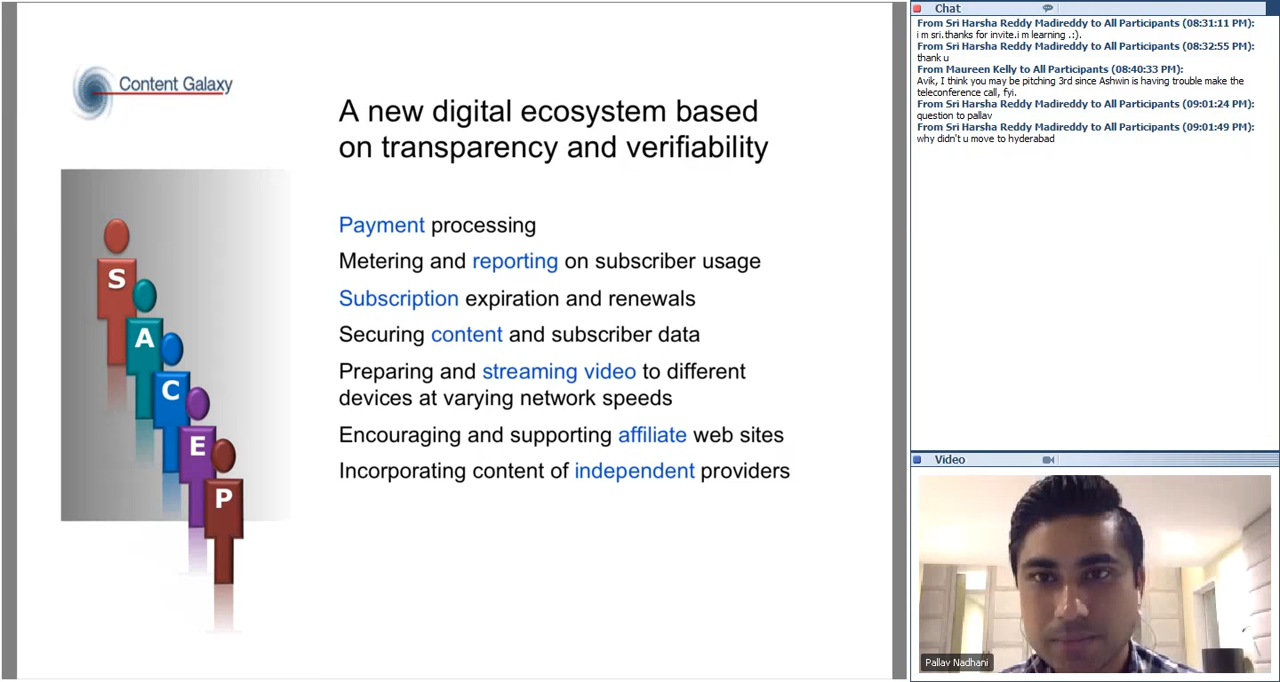 Content Galaxy
A new digital ecosystem based
on transparency and verifiability
S
A
C
E
P
Payment processing
Metering and reporting on subscriber usage
Subscription expiration and renewals
Securing content and subscriber data
Preparing and streaming video to different
devices at varying network speeds
Encouraging and supporting affiliate web sites
Incorporating content of independent providers
Chat
From Sri Harsha Reddy Madireddy to All Participants (08:31:11 PM):
i m sri.thanks for invite.i m learning .:).
From Sri Harsha Reddy Madireddy to All Participants (08:32:55 PM):
thank u
From Maureen Kelly to All Participants (08:40:33 PM):
Avik, I think you may be pitching 3rd since Ashwin is having trouble make the
teleconference call, fyi.
From Sri Harsha Reddy Madireddy to All Participants (09:01:24 PM):
question to pallav
From Sri Harsha Reddy Madireddy to All Participants (09:01:49 PM):
why didn't u move to hyderabad
Video
Pallav Nadhani